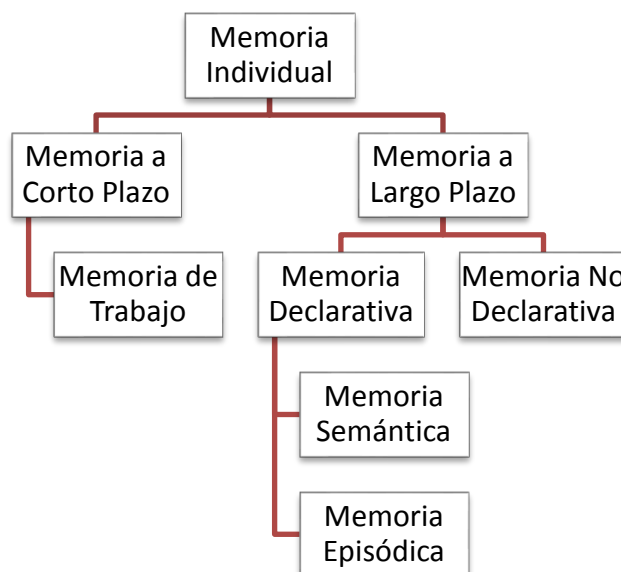 Memoria
Individual
Memoria a
Corto Plazo
Memoria a
Largo Plazo
Memoria de
Trabajo
Memoria
Declarativa
Memoria No
Declarativa
Memoria
Semántica
Memoria
Episódica